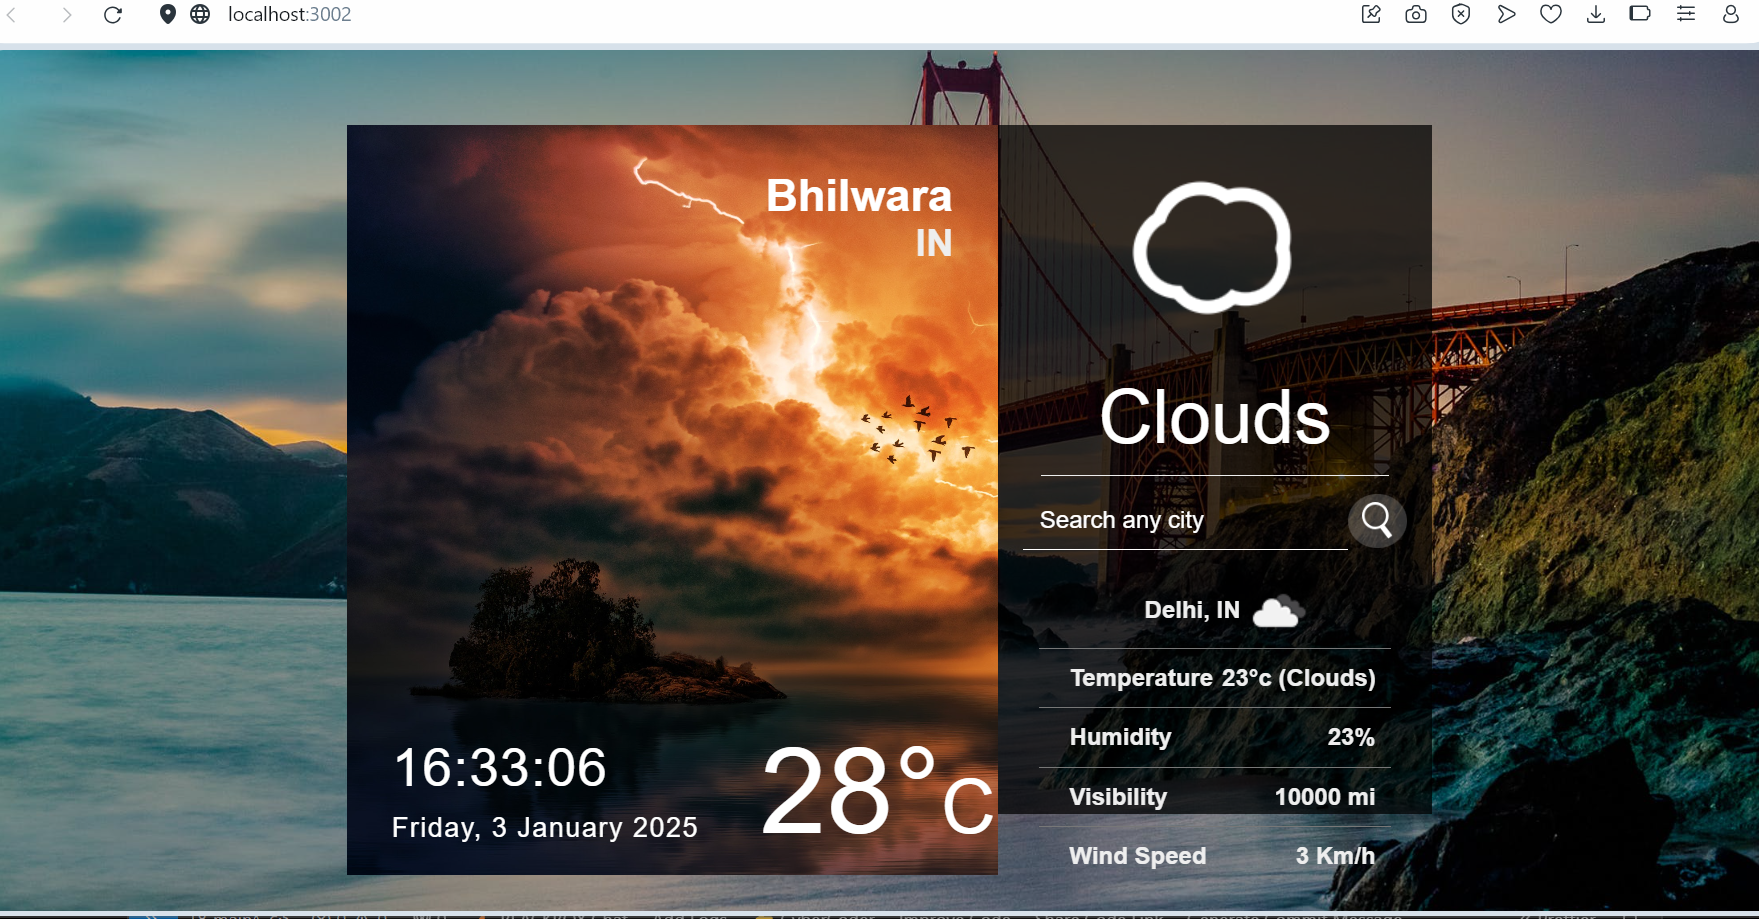 localhost:3002
Bhilwara
IN
16:33:06
Friday, 3 January 2025
28°c
Clouds
Search any city
Delhi, IN
Temperature 23°c (Clouds)
Humidity 23%
Visibility 10000 mi
Wind Speed 3 Km/h